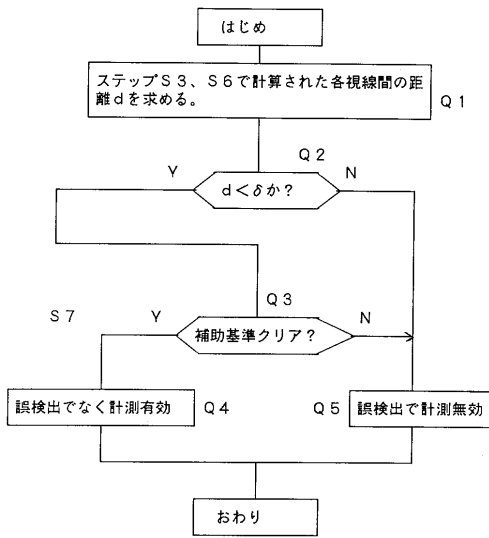 はじめ
ステップＳ３、Ｓ６で計算された各視線間の距
離ｄを求める。
Ｑ１
Ｑ２
Ｙ
Ｎ
ｄ＜δか？
Ｑ３
Ｓ７
Ｙ
Ｎ
補助基準クリア？
誤検出でなく計測有効
Ｑ４
Ｑ５
誤検出で計測無効
おわり